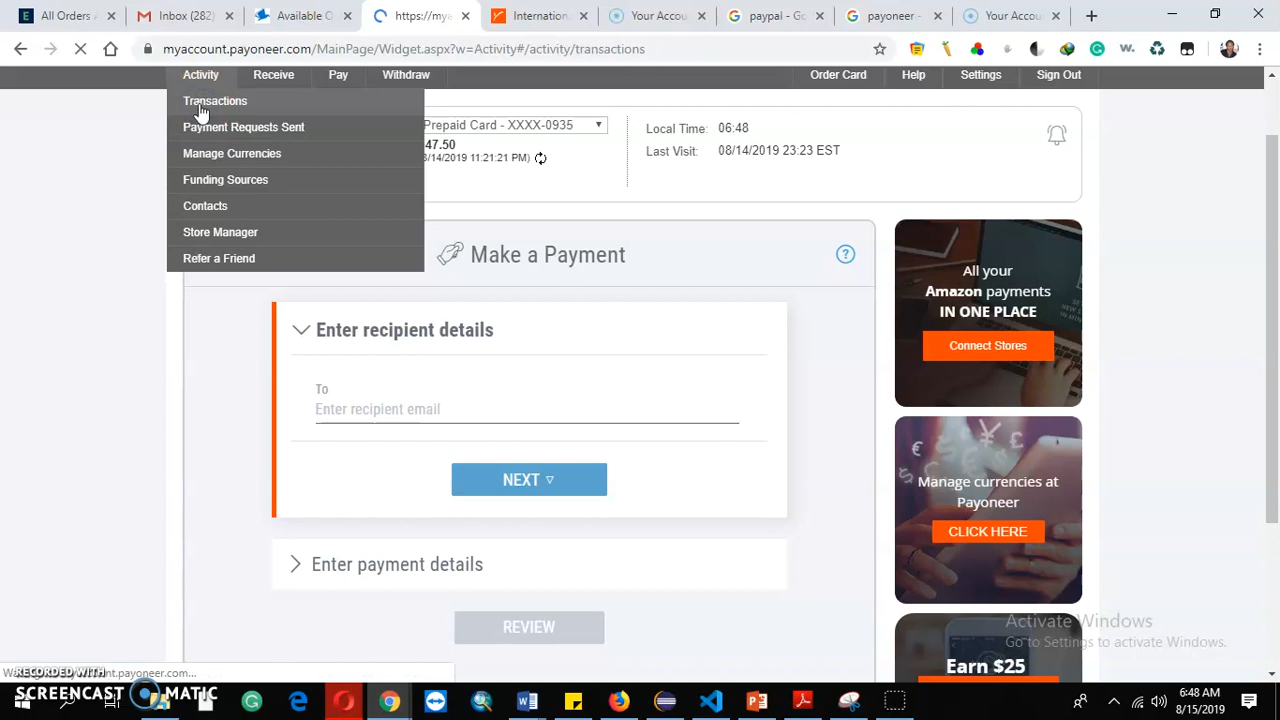 All Orders
Inbox (282)
Available O
https://mye
Internation
Your Accou
paypal - Go
payoneer -
Your Accou
myaccount.payoneer.com/MainPage/Widget.aspx?w=Activity#/activity/transactions
Activity
Receive
Pay
Withdraw
Order Card
Help
Settings
Sign Out
Transactions
Payment Requests Sent
Manage Currencies
Funding Sources
Contacts
Store Manager
Refer a Friend
Prepaid Card - XXXX-0935
47.50
8/14/2019 11:21:21 PM)
Local Time: 06:48
Last Visit: 08/14/2019 23:23 EST
Make a Payment
?
Enter recipient details
To
Enter recipient email
NEXT
Enter payment details
REVIEW
All your
Amazon payments
IN ONE PLACE
Connect Stores
Manage currencies at
Payoneer
CLICK HERE
Earn $25
Activate Windows
Go to Settings to activate Windows.
RECORDED WITH
SCREENCAST MATIC
6:48 AM
8/15/2019